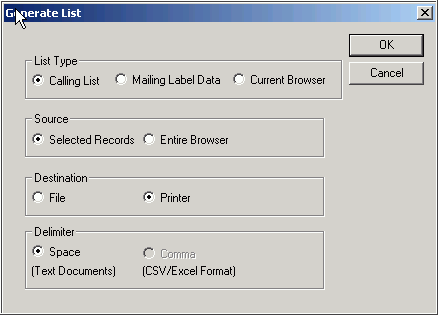 Generate List
OK
List Type
Calling List Mailing Label Data Current Browser
Cancel
Source
Selected Records Entire Browser
Destination
File Printer
Delimiter
Space Comma
(Text Documents) (CSV/Excel Format)